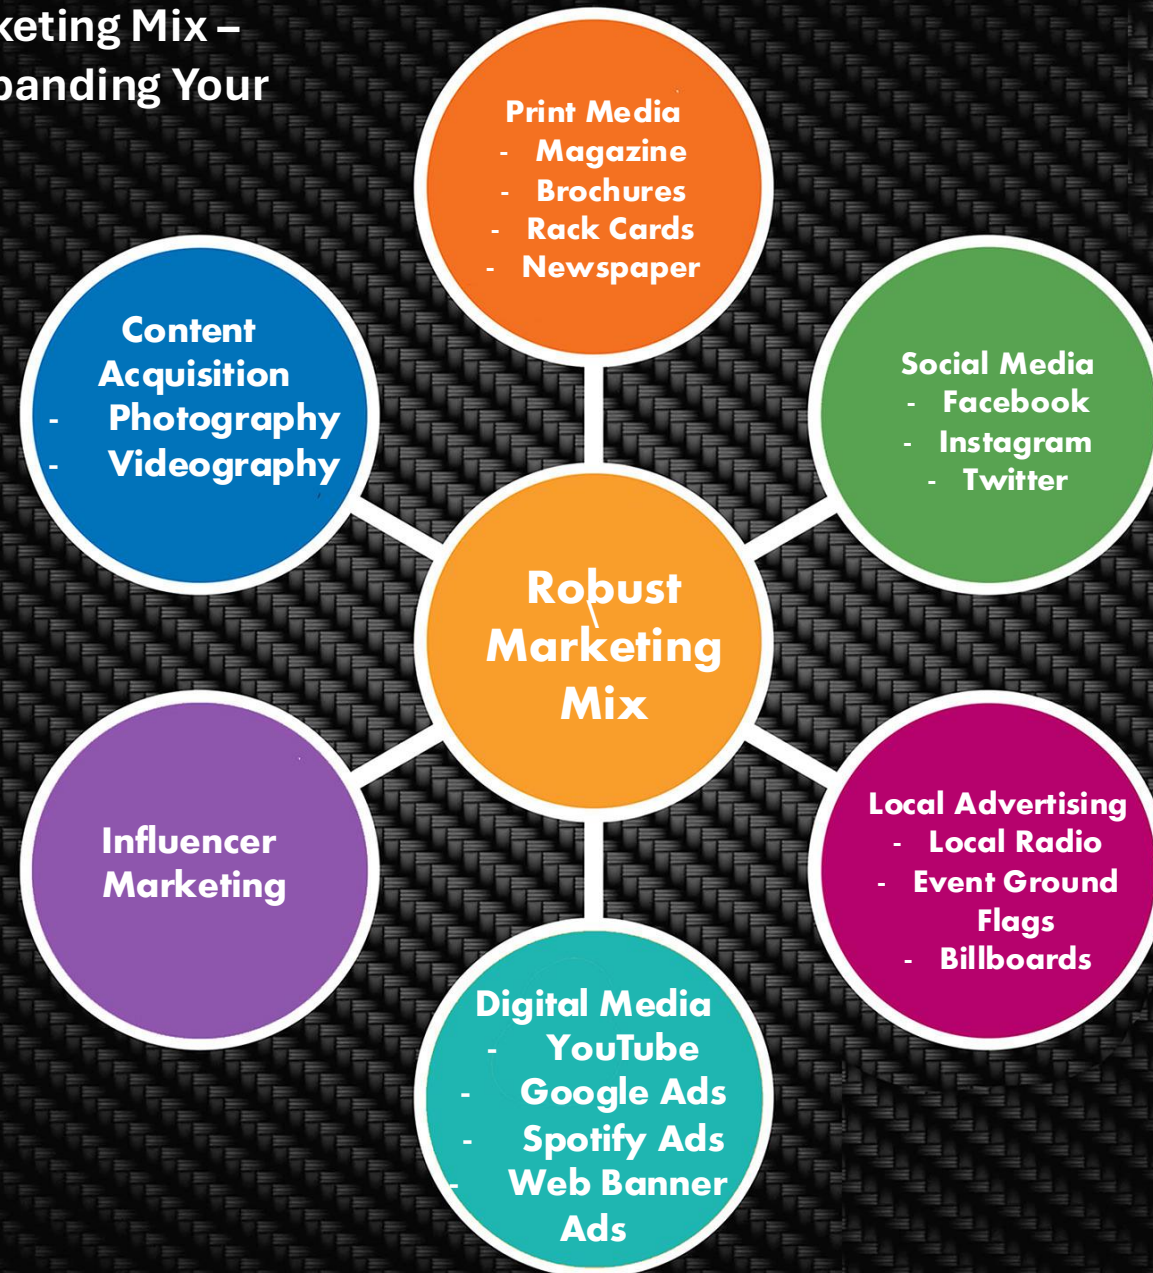 keting Mix –
panding Your
Print Media
- Magazine
- Brochures
- Rack Cards
- Newspaper
Content
Acquisition
- Photography
- Videography
Social Media
- Facebook
- Instagram
- Twitter
Robust
\
Marketing
Mix
Influencer
Marketing
Local Advertising
- Local Radio
- Event Ground
Flags
- Billboards
Digital Media
- YouTube
- Google Ads
- Spotify Ads
- Web Banner
Ads